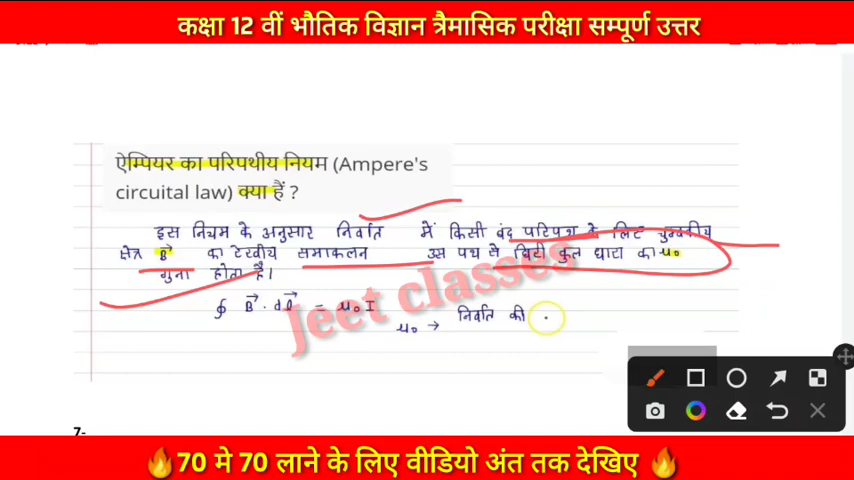 कक्षा 12 वीं भौतिक विज्ञान त्रैमासिक परीक्षा सम्पूर्ण उत्तर
ऐम्पियर का परिपथीय नियम (Ampere's
circuital law) क्या हैं ?
इस नियम के अनुसार निर्वात में किसी बंद परिपथ के लिए चुम्बकीय
क्षेत्र B⃗ का रेखीय समाकलन उस पथ से घिरी कुल धारा का μ₀
गुना होता है।
∮ B⃗ . dl⃗ = μ₀ I
μ₀ → निर्वात की
Jeet classes
7-
🔥70 मे 70 लाने के लिए वीडियो अंत तक देखिए 🔥